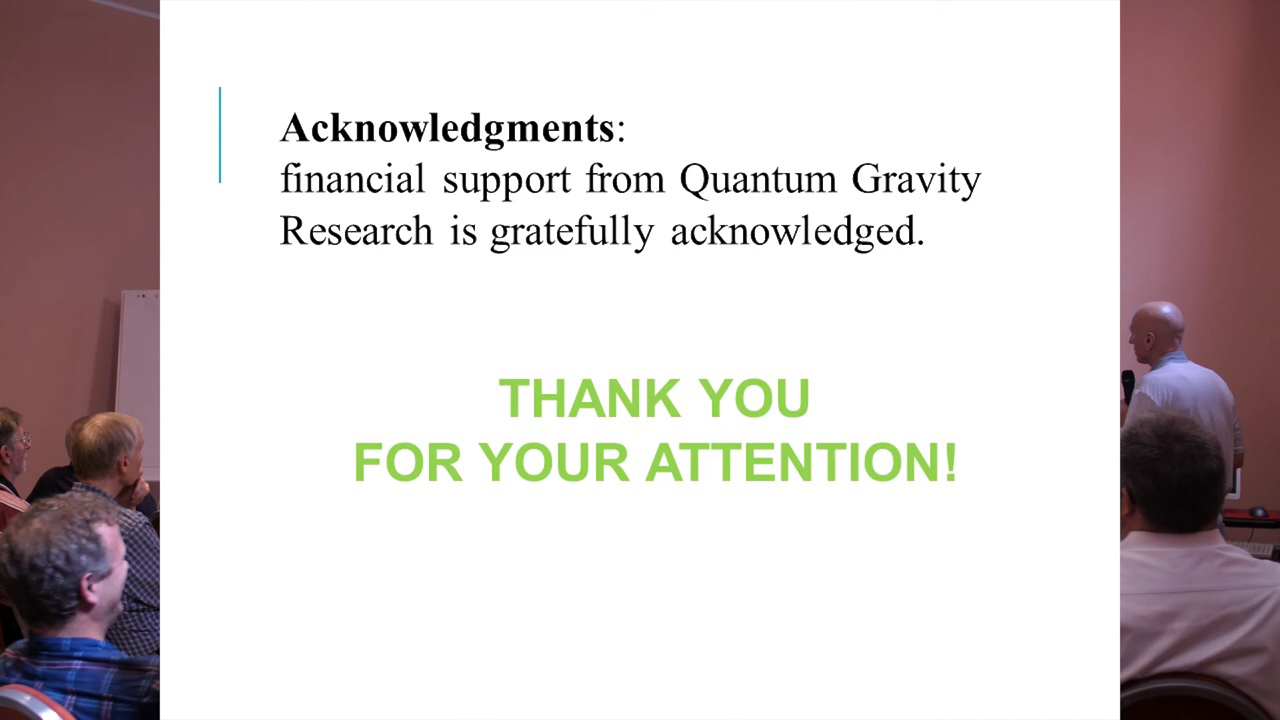 Acknowledgments:
financial support from Quantum Gravity
Research is gratefully acknowledged.
THANK YOU
FOR YOUR ATTENTION!